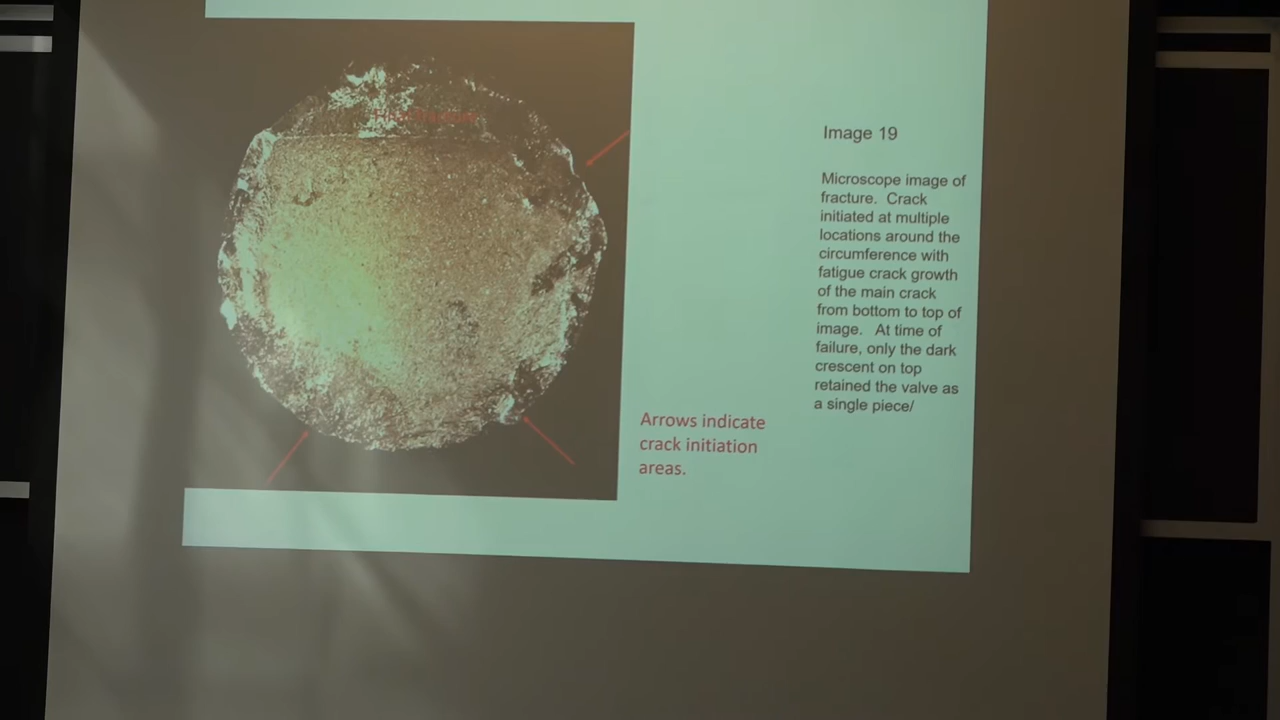 Image 19
Microscope image of
fracture. Crack
initiated at multiple
locations around the
circumference with
fatigue crack growth
of the main crack
from bottom to top of
image. At time of
failure, only the dark
crescent on top
retained the valve as
a single piece/
Arrows indicate
crack initiation
areas.